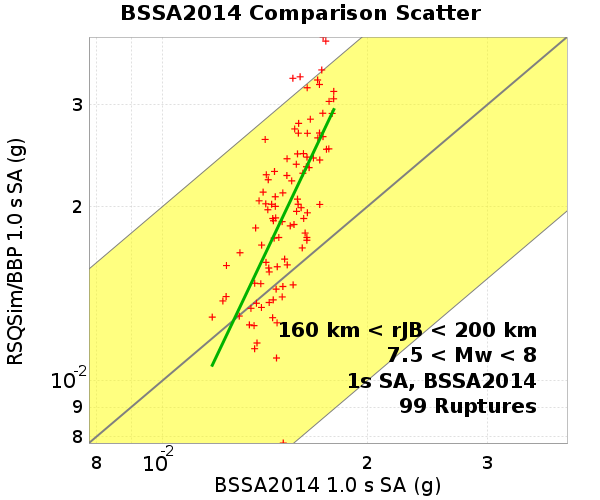 BSSA2014 Comparison Scatter
RSQSim/BBP 1.0 s SA (g)
3
2
10-2
9
8
160 km < rJB < 200 km
7.5 < Mw < 8
1s SA, BSSA2014
99 Ruptures
8 10-2 2 3
BSSA2014 1.0 s SA (g)